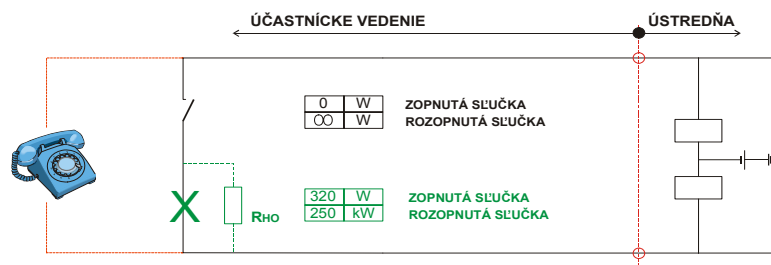 ÚČASTNÍCKE VEDENIE ÚSTREDŇA
0 W ZOPNUTÁ SĽUČKA
∞ W ROZOPNUTÁ SĽUČKA
320 W ZOPNUTÁ SĽUČKA
250 kW ROZOPNUTÁ SĽUČKA
X RHO